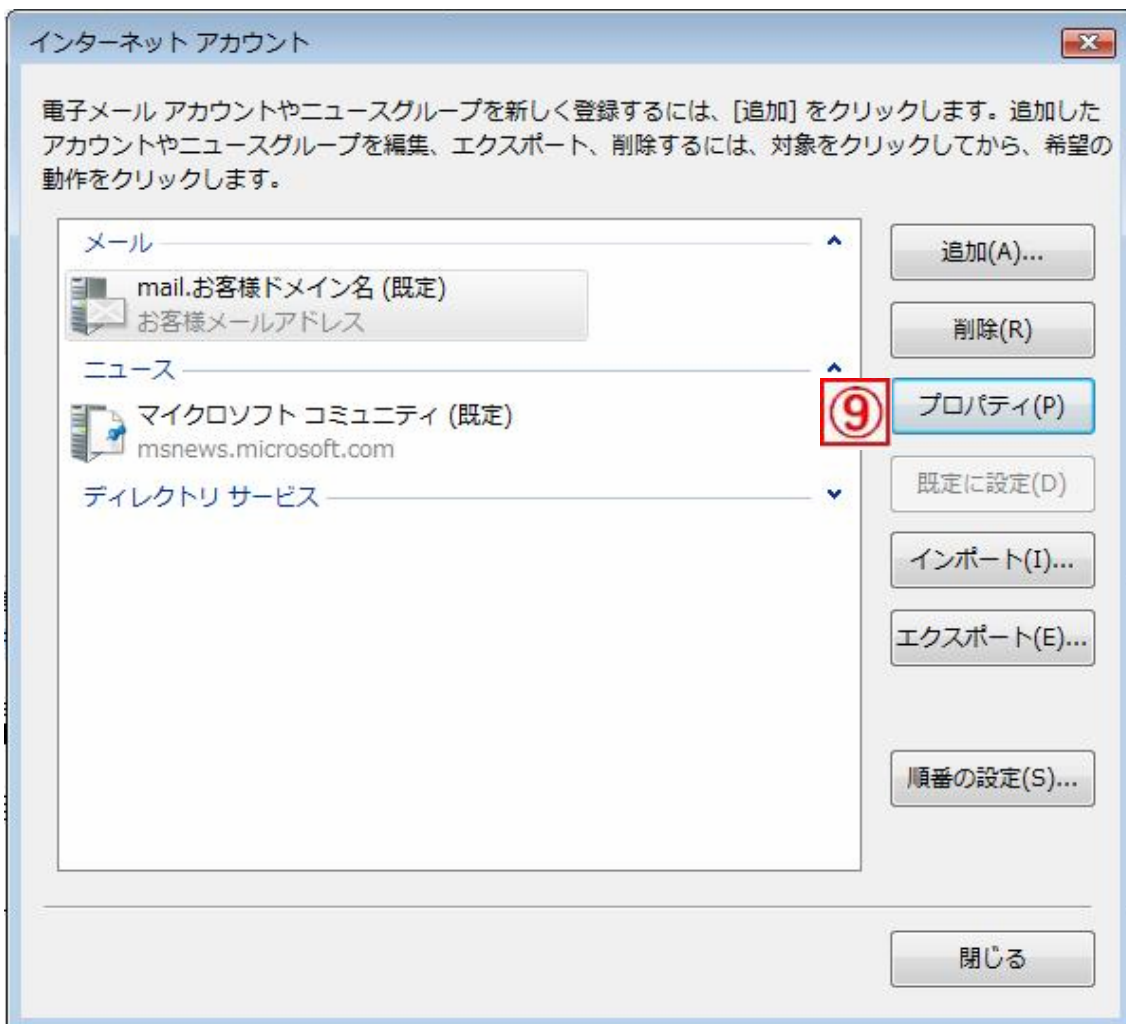 インターネット アカウント
電子メール アカウントやニュースグループを新しく登録するには、[追加] をクリックします。追加した
アカウントやニュースグループを編集、エクスポート、削除するには、対象をクリックしてから、希望の
動作をクリックします。
メール
mail.お客様ドメイン名 (既定)
お客様メールアドレス
ニュース
マイクロソフト コミュニティ (既定)
msnews.microsoft.com
ディレクトリ サービス
追加(A)...
削除(R)
⑨
プロパティ(P)
既定に設定(D)
インポート(I)...
エクスポート(E)...
順番の設定(S)...
閉じる